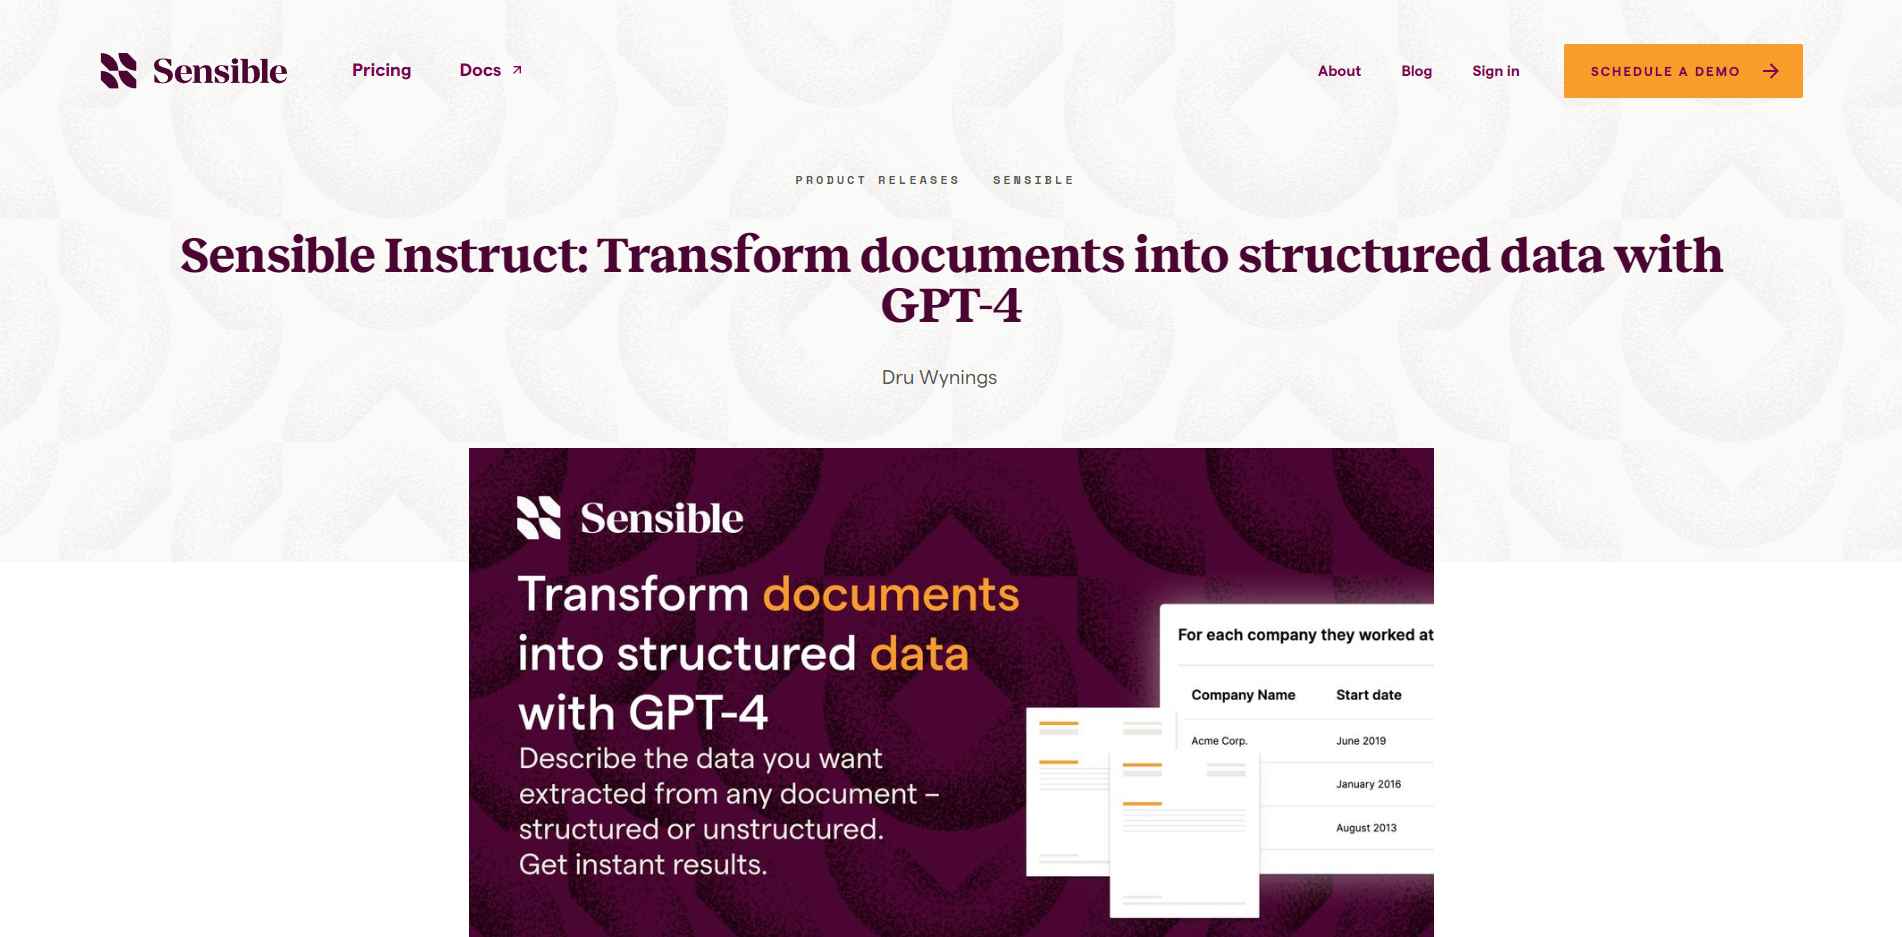 Sensible
Pricing
Docs
About
Blog
Sign in
SCHEDULE A DEMO
PRODUCT RELEASES SENSIBLE
Sensible Instruct: Transform documents into structured data with
GPT-4
Dru Wynings
Sensible
Transform documents
into structured data
with GPT-4
Describe the data you want
extracted from any document –
structured or unstructured.
Get instant results.
For each company they worked at
Company Name Start date
Acme Corp. June 2019
January 2016
August 2013